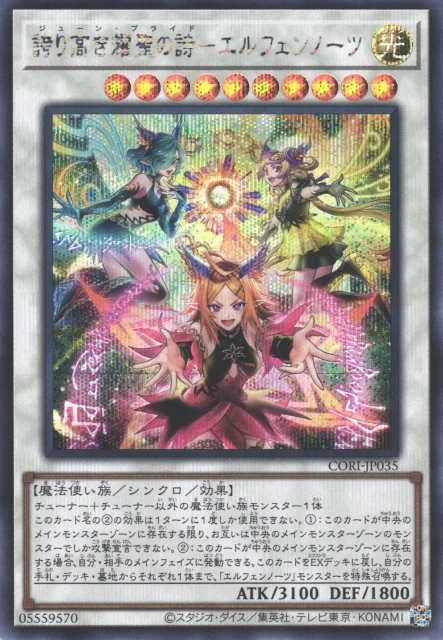 ジューン・プライド
誇り高き潔聖の詩－エルフェンノーツ
光
CORI-JP035
【魔法使い族／シンクロ／効果】
チューナー＋チューナー以外の魔法使い族モンスター１体
このカード名の②の効果は１ターンに１度しか使用できない。①：このカードが中央の
メインモンスターゾーンに存在する限り、お互いは中央のメインモンスターゾーンのモン
スターでしか攻撃宣言できない。②：このカードが中央のメインモンスターゾーンに存在
する場合、自分・相手のメインフェイズに発動できる。このカードをEXデッキに戻し、自分の
手札・デッキ・墓地からそれぞれ１体まで、「エルフェンノーツ」モンスターを特殊召喚する。
ATK/3100 DEF/1800
05559570
©スタジオ・ダイス／集英社・テレビ東京・KONAMI